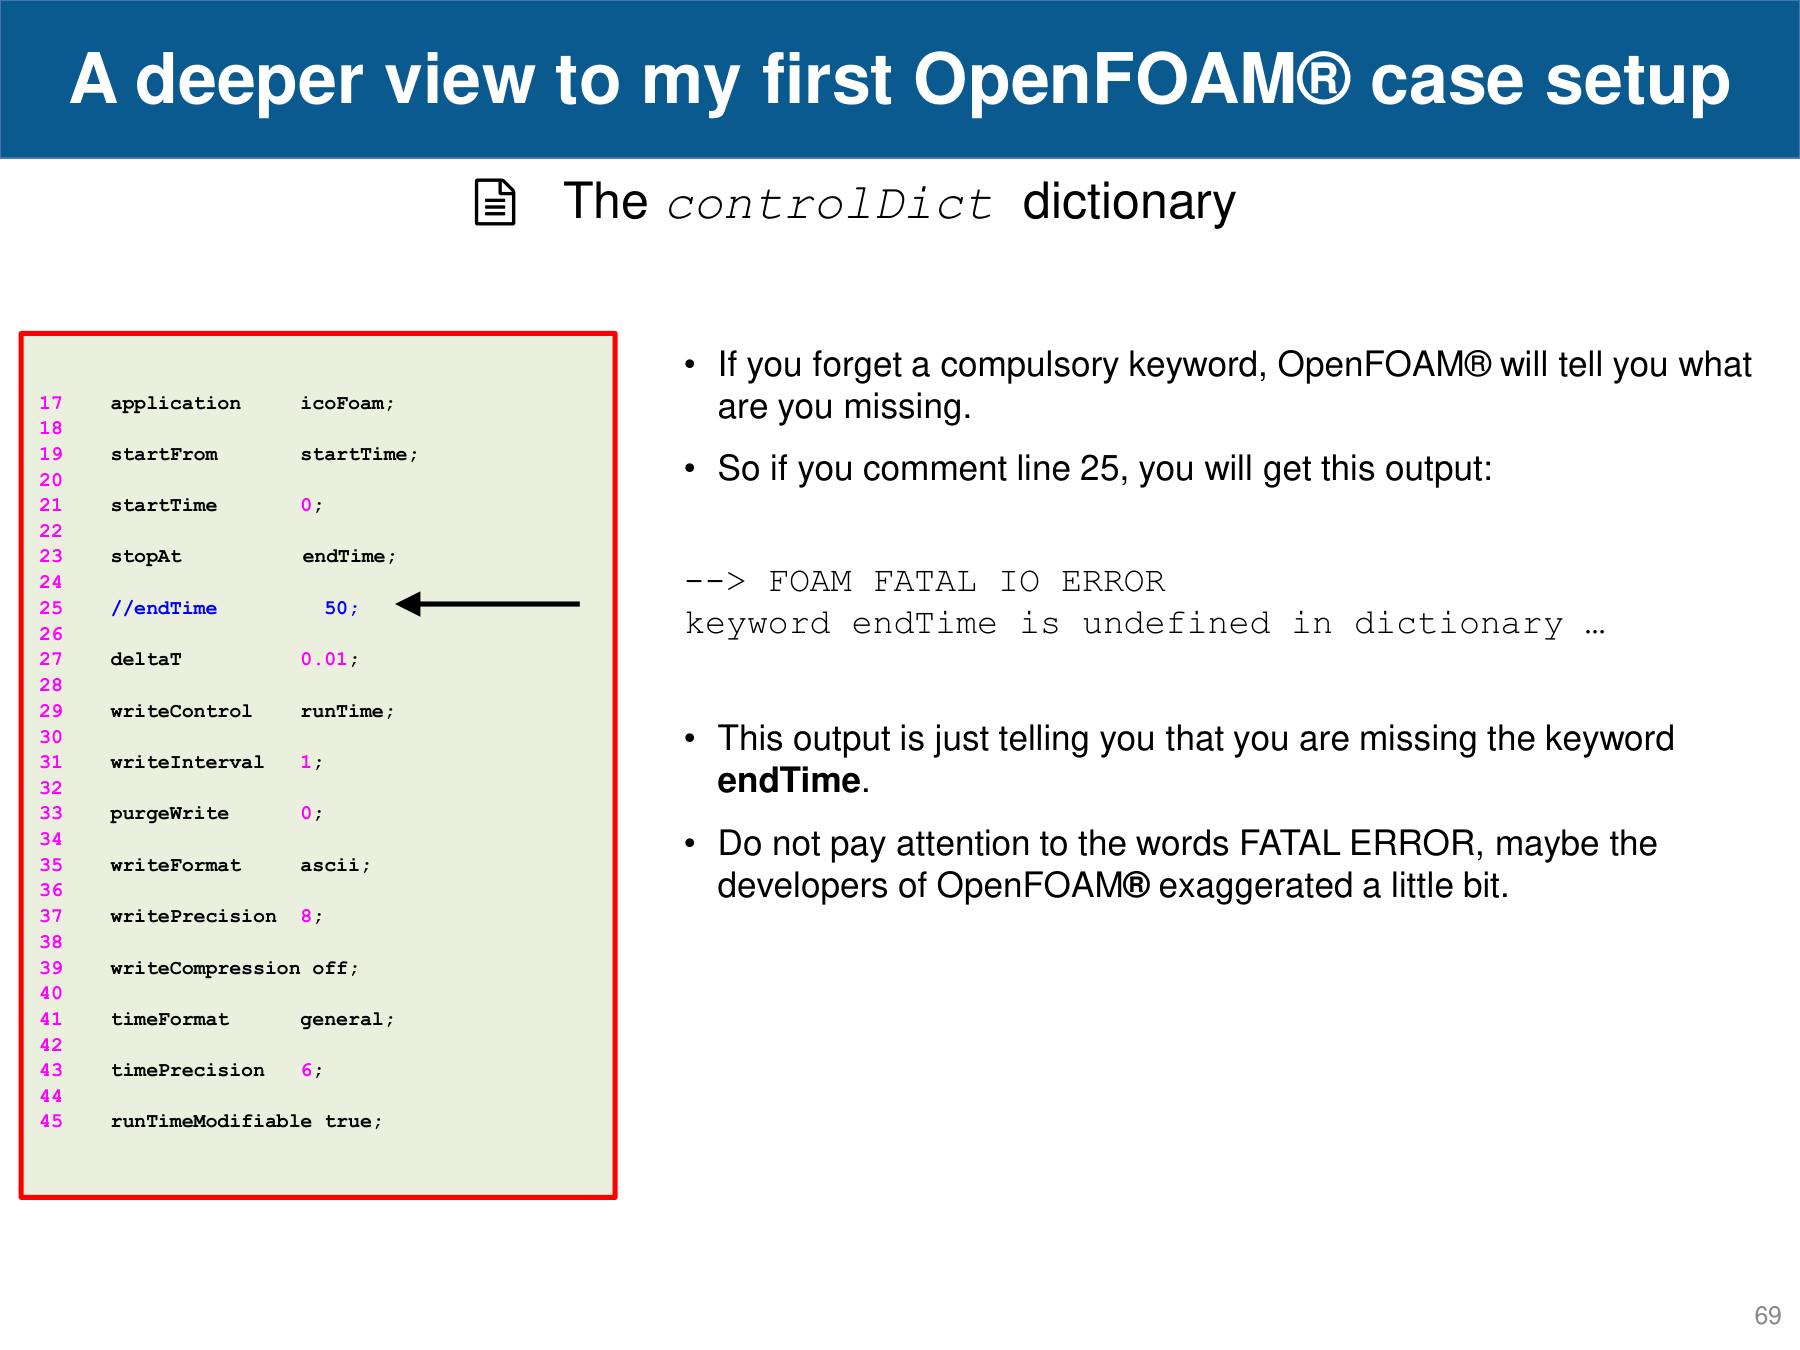 A deeper view to my first OpenFOAM® case setup
The controlDict dictionary
17 application icoFoam;
18
19 startFrom startTime;
20
21 startTime 0;
22
23 stopAt endTime;
24
25 //endTime 50;
26
27 deltaT 0.01;
28
29 writeControl runTime;
30
31 writeInterval 1;
32
33 purgeWrite 0;
34
35 writeFormat ascii;
36
37 writePrecision 8;
38
39 writeCompression off;
40
41 timeFormat general;
42
43 timePrecision 6;
44
45 runTimeModifiable true;
• If you forget a compulsory keyword, OpenFOAM® will tell you what
are you missing.
• So if you comment line 25, you will get this output:
--> FOAM FATAL IO ERROR
keyword endTime is undefined in dictionary …
• This output is just telling you that you are missing the keyword
endTime.
• Do not pay attention to the words FATAL ERROR, maybe the
developers of OpenFOAM® exaggerated a little bit.
69